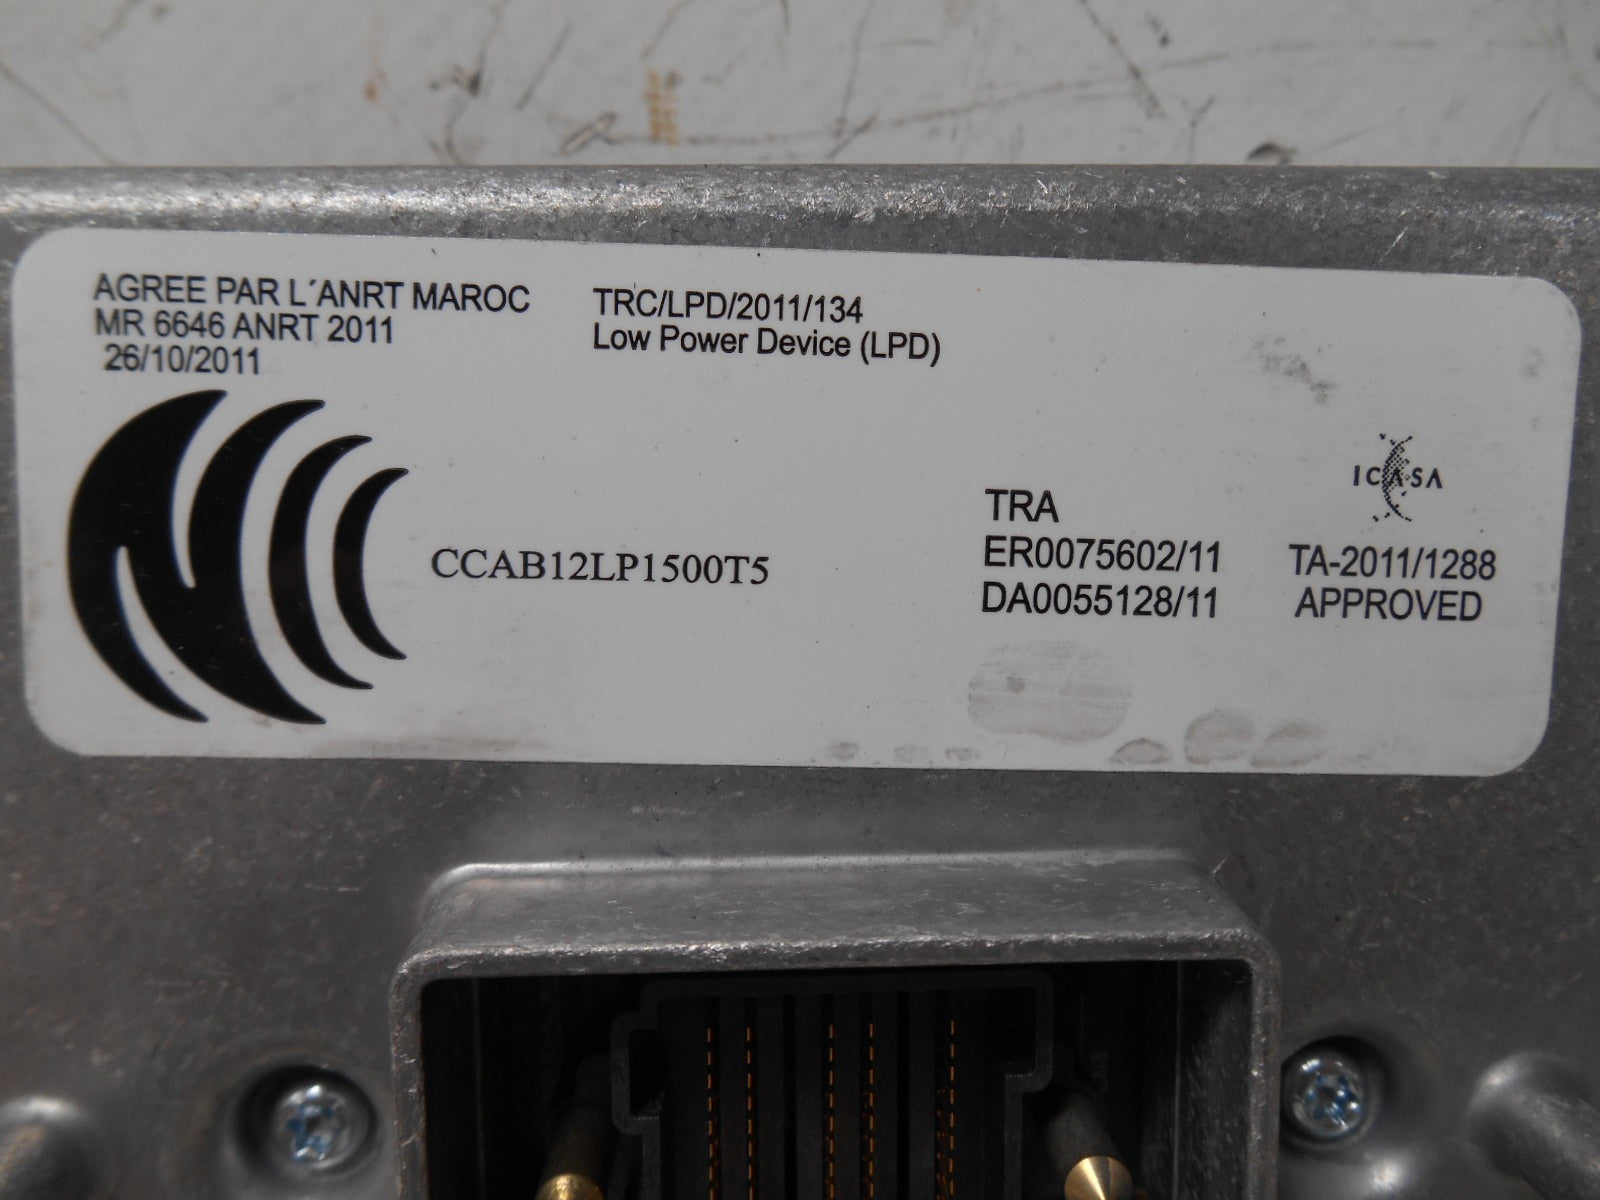 AGREE PAR L´ANRT MAROC
MR 6646 ANRT 2011
26/10/2011
TRC/LPD/2011/134
Low Power Device (LPD)
CCAB12LP1500T5
TRA
ER0075602/11
DA0055128/11
ICASA
TA-2011/1288
APPROVED